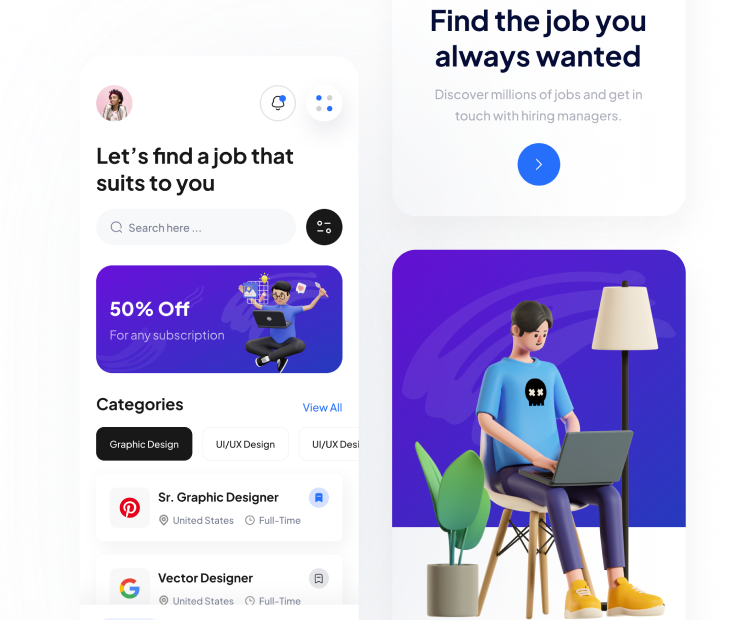 Let’s find a job that
suits to you
Search here ...
50% Off
For any subscription
Categories
View All
Graphic Design
UI/UX Design
UI/UX Desi
Sr. Graphic Designer
United States
Full-Time
Vector Designer
United States
Full-Time
Find the job you
always wanted
Discover millions of jobs and get in
touch with hiring managers.